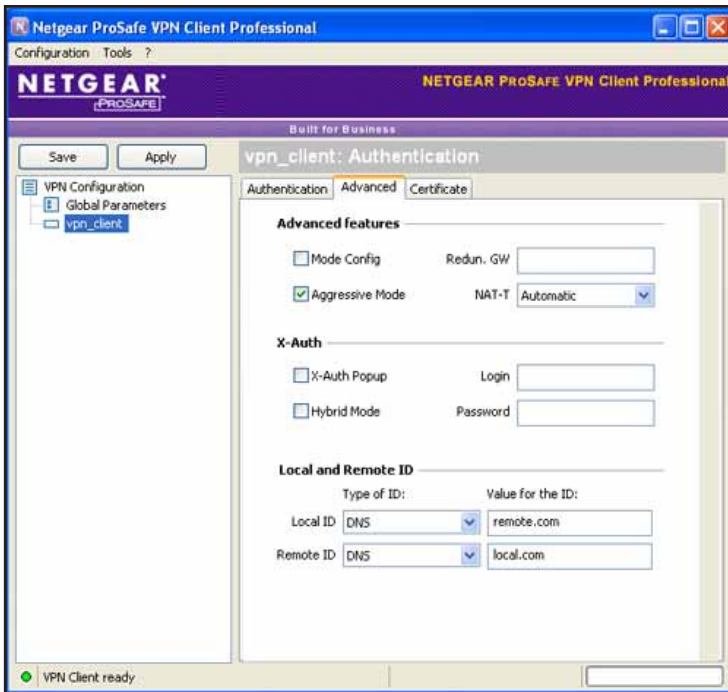 Netgear ProSafe VPN Client Professional
Configuration Tools ?
NETGEAR PROSAFE
NETGEAR PROSAFE VPN Client Professional
Built for Business
Save Apply
vpn_client: Authentication
VPN Configuration
Global Parameters
vpn_client
Authentication Advanced Certificate
Advanced features
Mode Config Redun. GW
Aggressive Mode NAT-T Automatic
X-Auth
X-Auth Popup Login
Hybrid Mode Password
Local and Remote ID
Type of ID: Value for the ID:
Local ID DNS remote.com
Remote ID DNS local.com
VPN Client ready